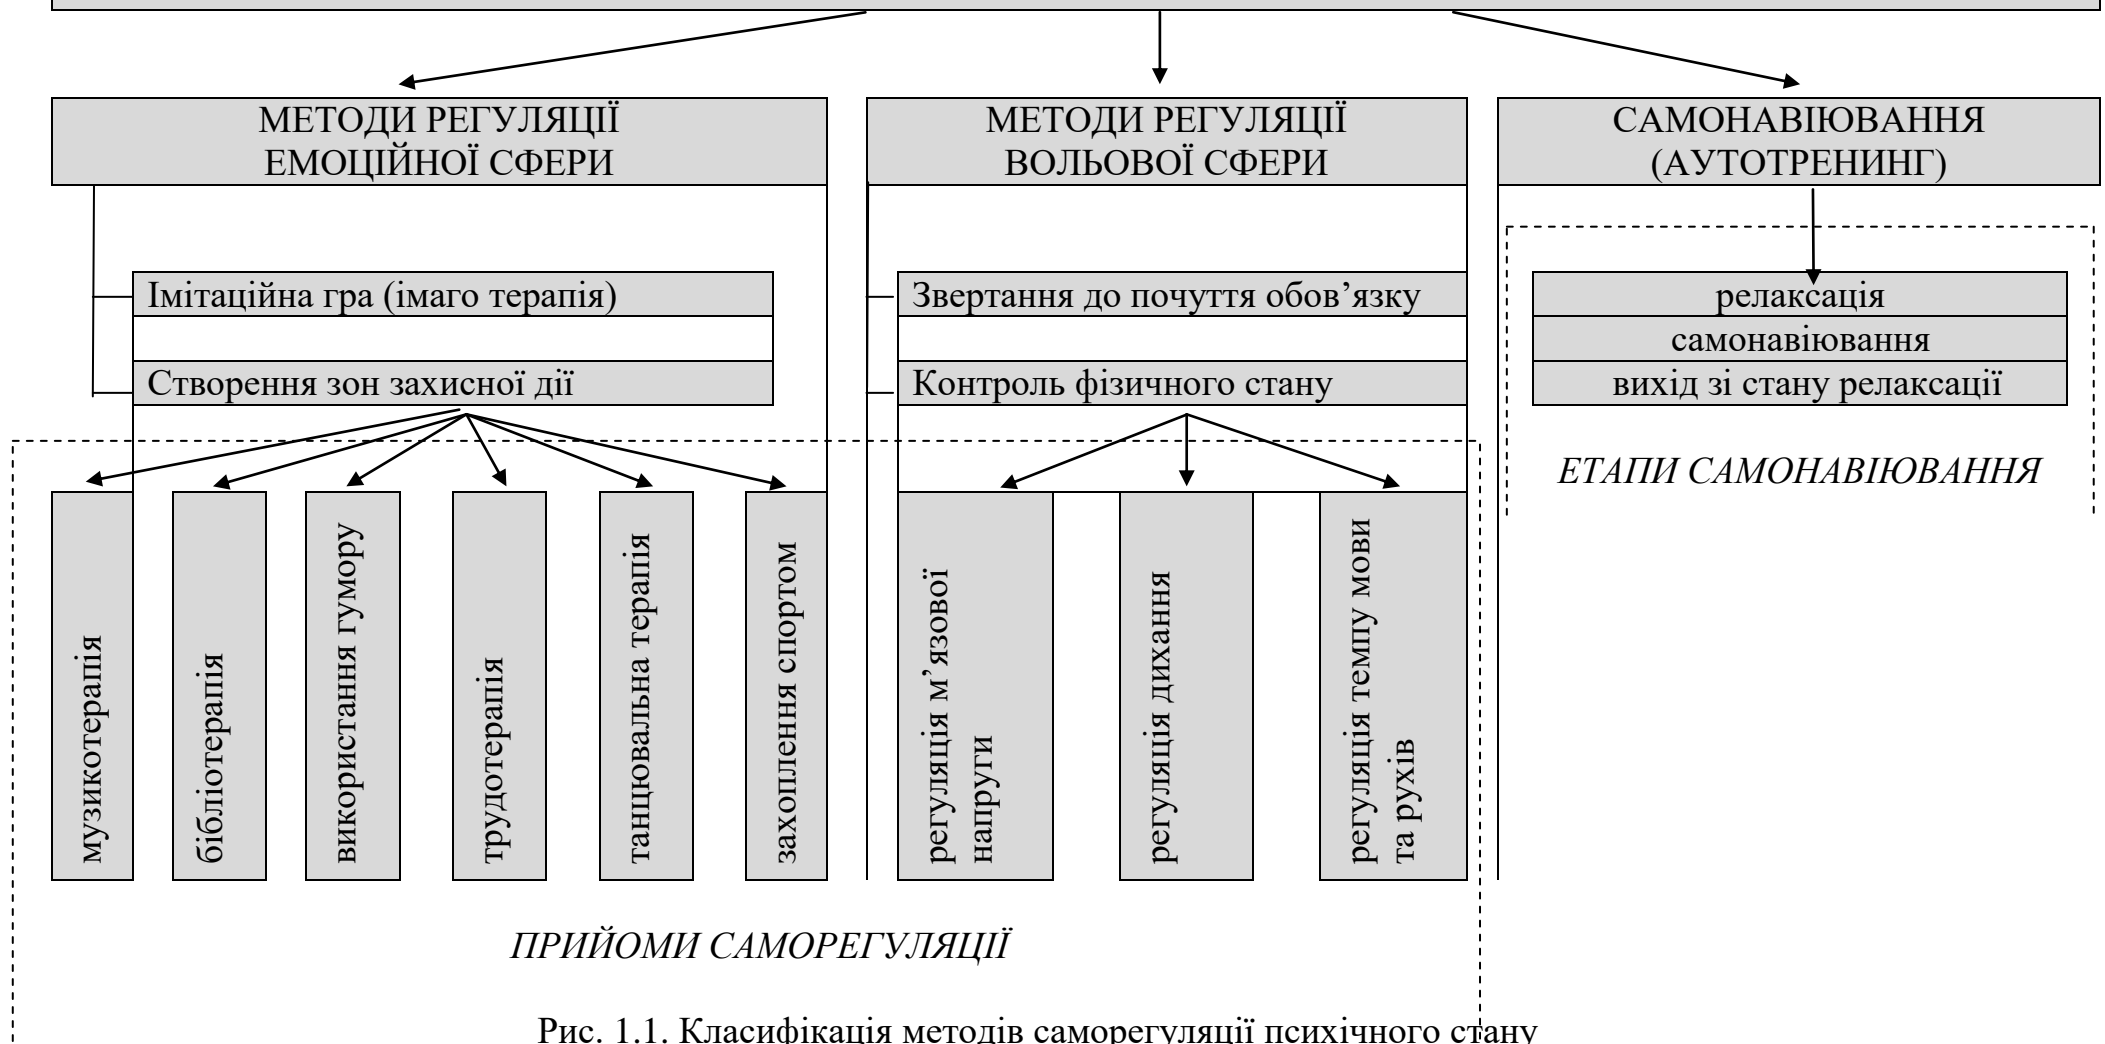 МЕТОДИ РЕГУЛЯЦІЇ
ЕМОЦІЙНОЇ СФЕРИ
МЕТОДИ РЕГУЛЯЦІЇ
ВОЛЬОВОЇ СФЕРИ
САМОНАВІЮВАННЯ
(АУТОТРЕНИНГ)
Імітаційна гра (імаго терапія)
Створення зон захисної дії
Звертання до почуття обов’язку
Контроль фізичного стану
релаксація
самонавіювання
вихід зі стану релаксації
ЕТАПИ САМОНАВІЮВАННЯ
музикотерапія
бібліотерапія
використання гумору
трудотерапія
танцювальна терапія
захоплення спортом
регуляція м’язової
напруги
регуляція дихання
регуляція темпу мови
та рухів
ПРИЙОМИ САМОРЕГУЛЯЦІЇ
Рис. 1.1. Класифікація методів саморегуляції психічного стану